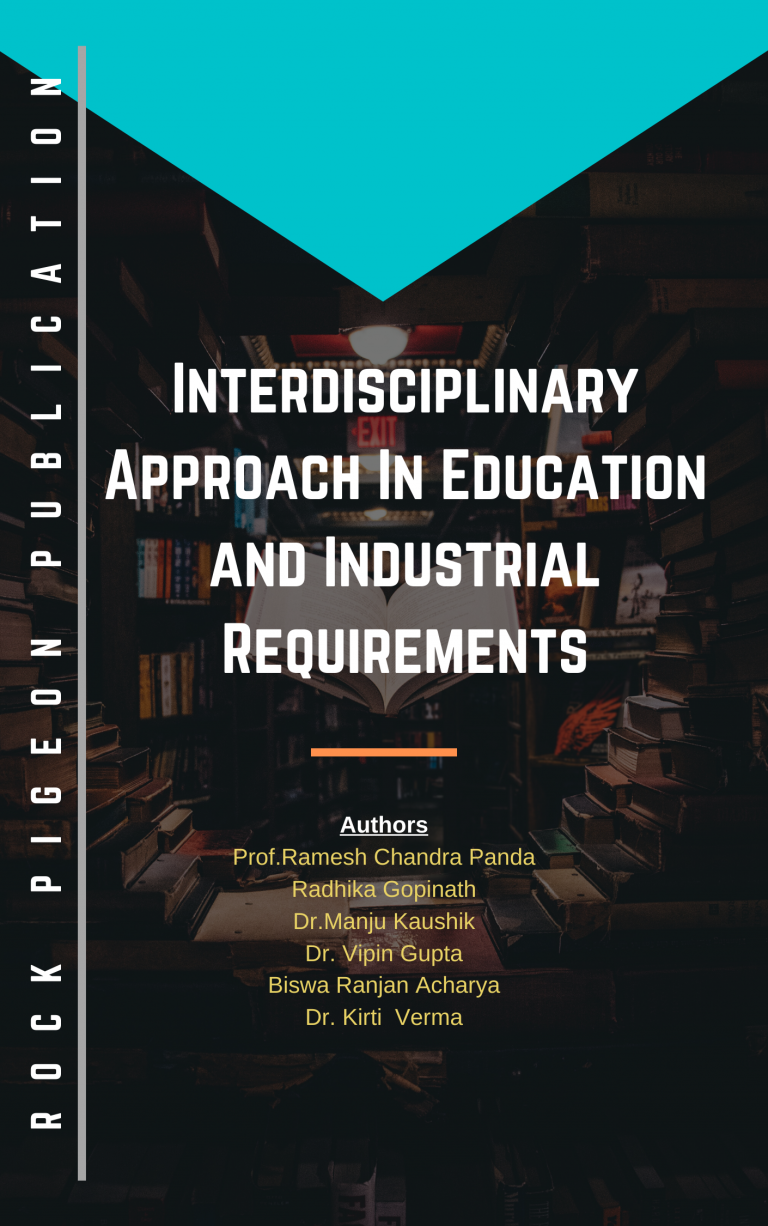 ROCK PIGEON PUBLICATION
Interdisciplinary
Approach In Education
and Industrial
Requirements
EXIT
Authors
Prof.Ramesh Chandra Panda
Radhika Gopinath
Dr.Manju Kaushik
Dr. Vipin Gupta
Biswa Ranjan Acharya
Dr. Kirti  Verma